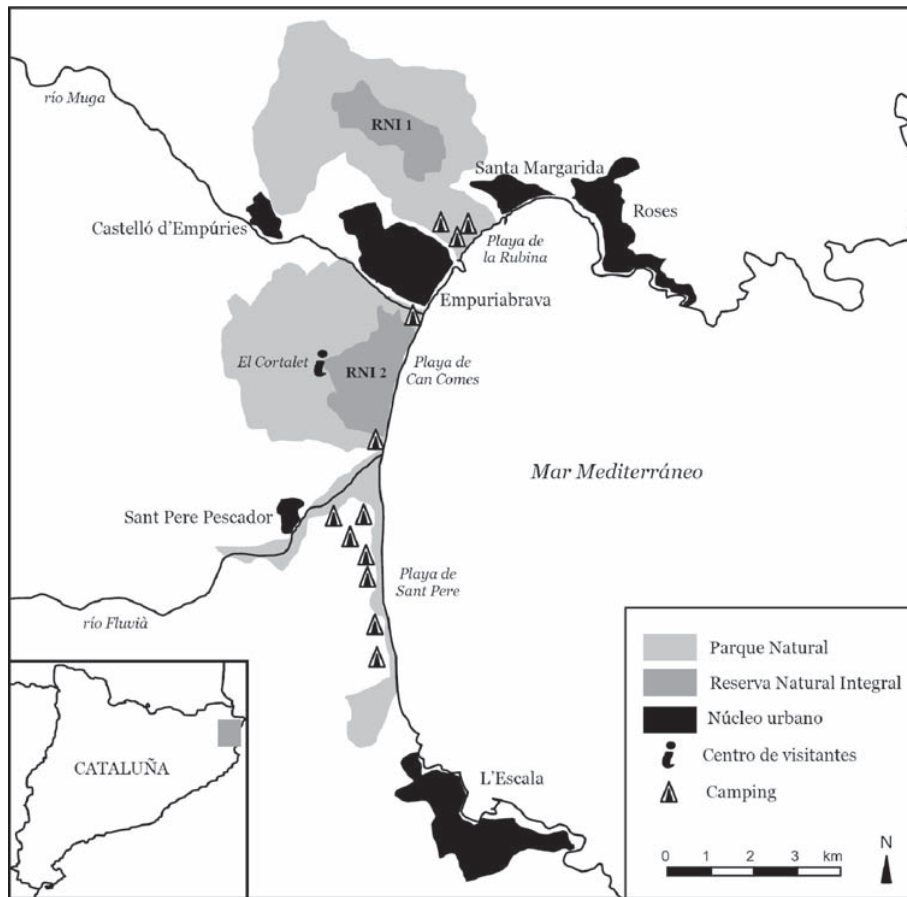 río Muga
RNI 1
Santa Margarida
Castelló d'Empúries
Roses
Playa de
la Rubina
Empuriabrava
El Cortalet
i
RNI 2
Playa de
Can Comes
Mar Mediterráneo
Sant Pere Pescador
Playa de
Sant Pere
río Fluvià
CATALUÑA
L'Escala
Parque Natural
Reserva Natural Integral
Núcleo urbano
i
Centro de visitantes
Camping
N
0 1 2 3 km